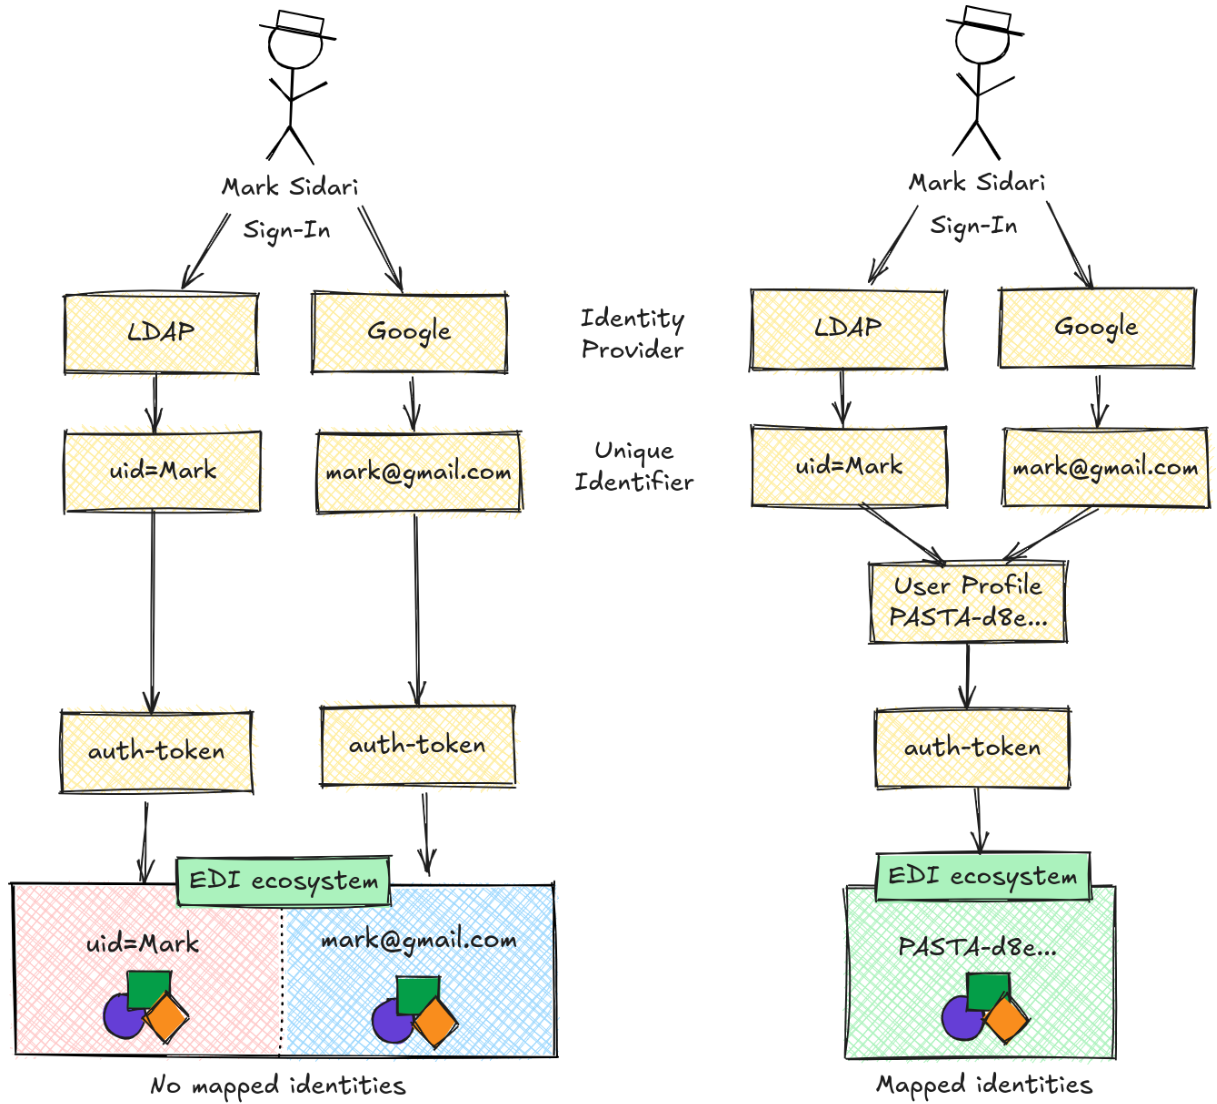 Mark Sidari
Sign-In
LDAP
Google
uid=Mark
mark@gmail.com
auth-token
auth-token
EDI ecosystem
uid=Mark
mark@gmail.com
No mapped identities
Identity
Provider
Unique
Identifier
Mark Sidari
Sign-In
LDAP
Google
uid=Mark
mark@gmail.com
User Profile
PASTA-d8e...
auth-token
EDI ecosystem
PASTA-d8e...
Mapped identities